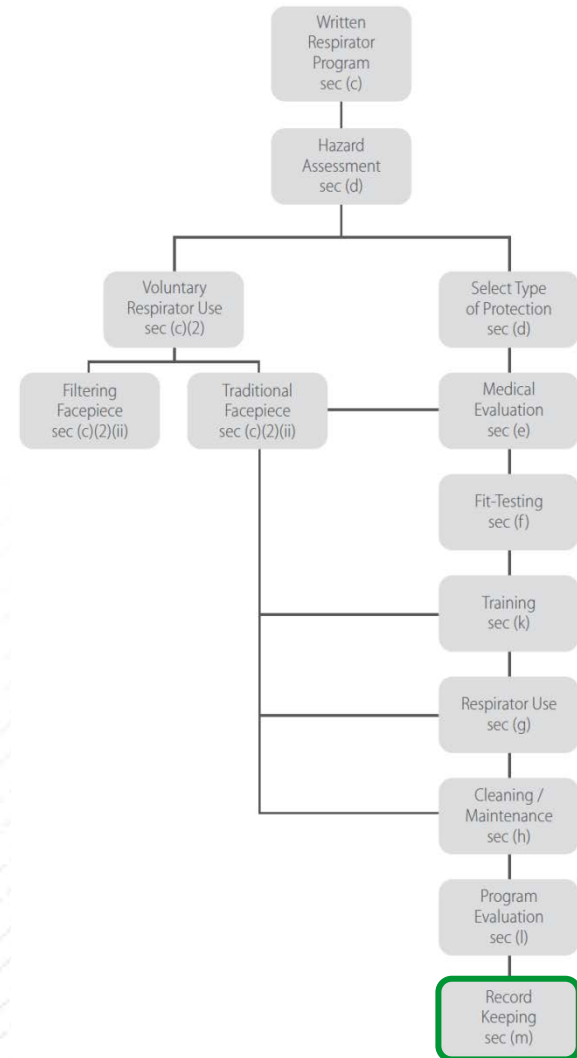 Written
Respirator
Program
sec (c)
Hazard
Assessment
sec (d)
Voluntary
Respirator Use
sec (c)(2)
Select Type
of Protection
sec (d)
Filtering
Facepiece
sec (c)(2)(ii)
Traditional
Facepiece
sec (c)(2)(ii)
Medical
Evaluation
sec (e)
Fit-Testing
sec (f)
Training
sec (k)
Respirator Use
sec (g)
Cleaning /
Maintenance
sec (h)
Program
Evaluation
sec (l)
Record
Keeping
sec (m)